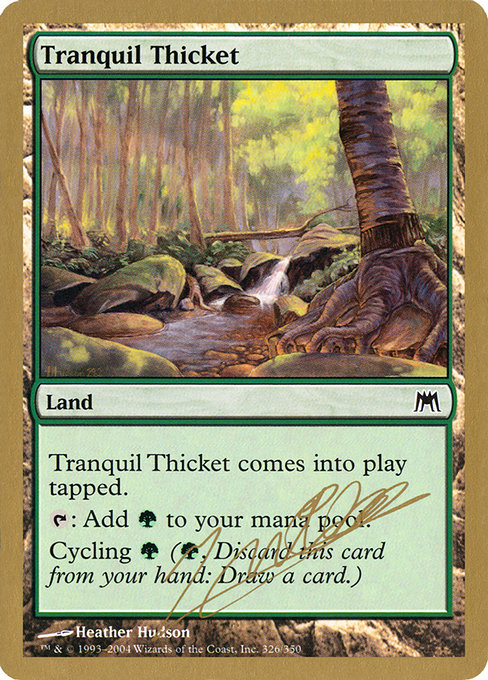 Tranquil Thicket
Land
Tranquil Thicket comes into play
tapped.
: Add to your mana pool.
Cycling ( , Discard this card
from your hand: Draw a card.)
Heather Hudson
™ & © 1993–2004 Wizards of the Coast, Inc. 326/350